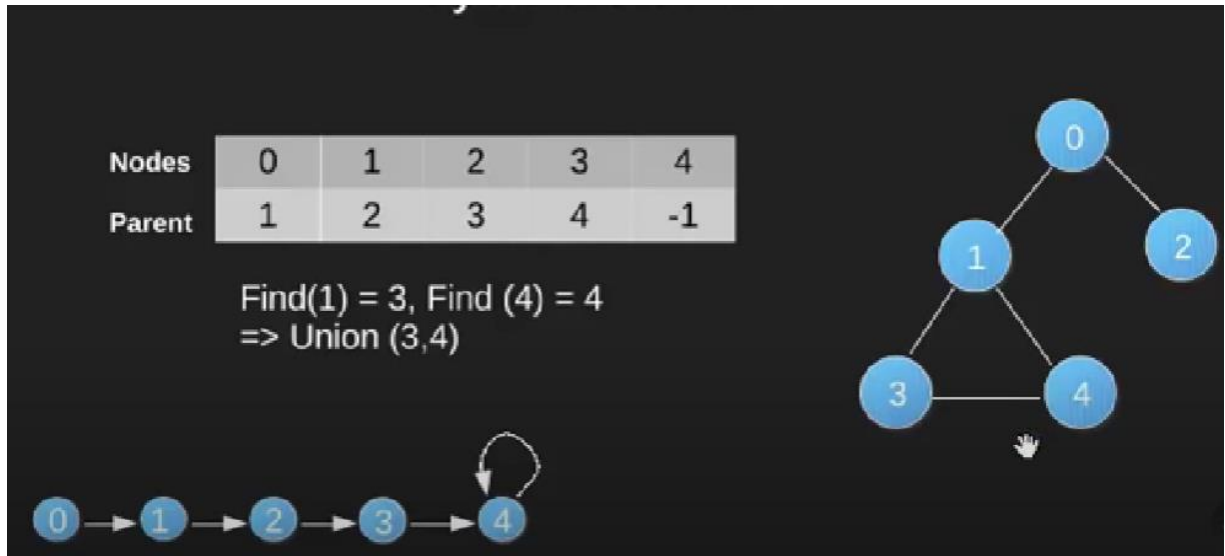 Nodes 0 1 2 3 4
Parent 1 2 3 4 -1
Find(1) = 3, Find (4) = 4
=> Union (3,4)
0
1
2
3
4
0 1 2 3 4